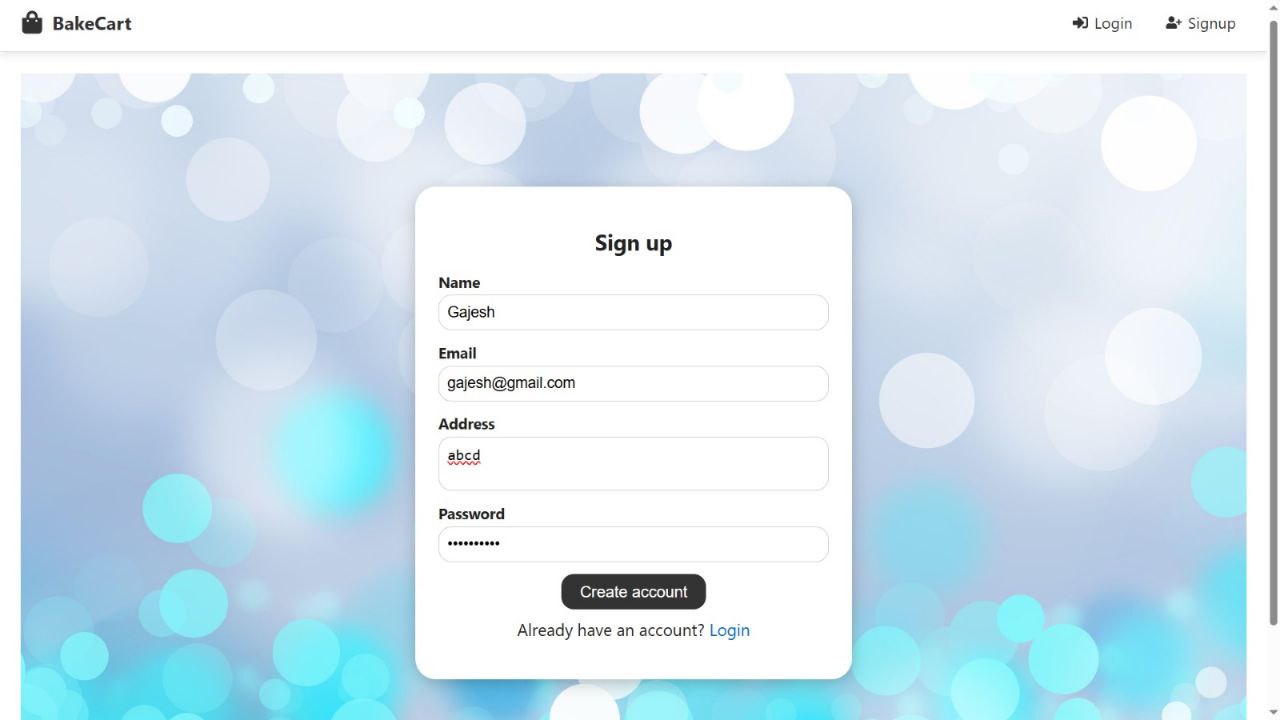 BakeCart
Login
Signup
Sign up
Name
Gajesh
Email
gajesh@gmail.com
Address
abcd
Password
••••••••••
Create account
Already have an account? Login